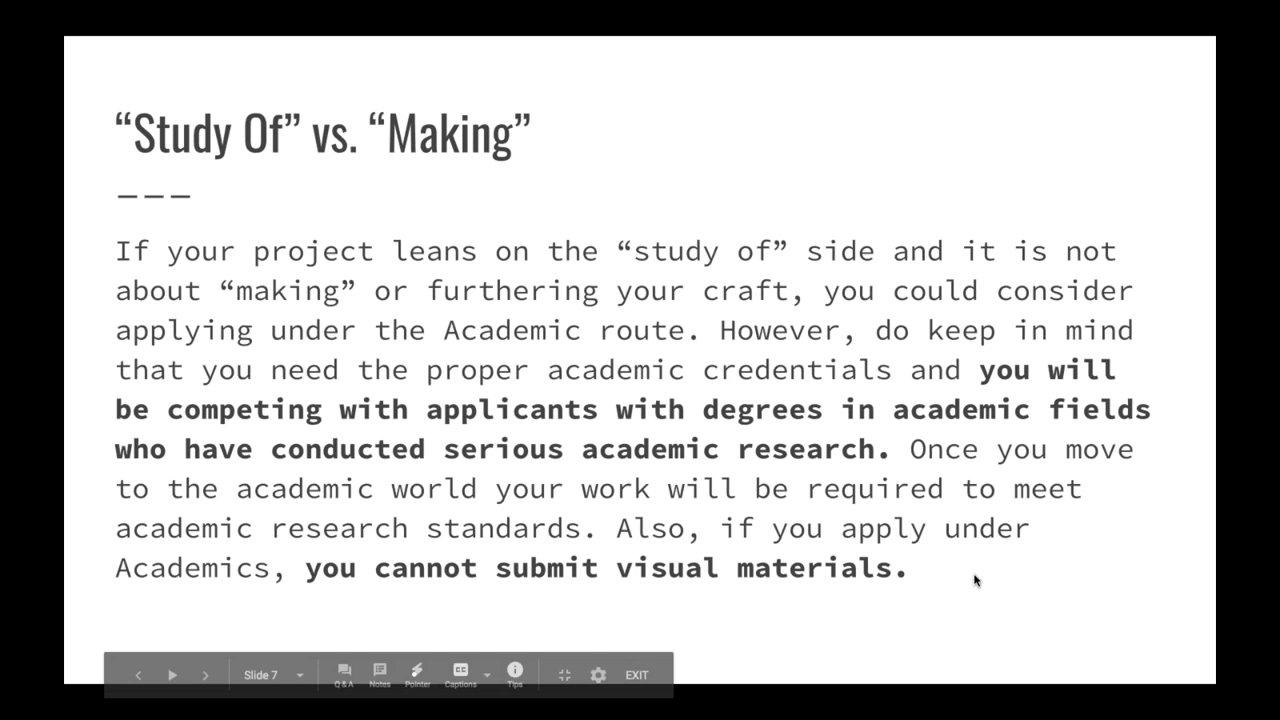 “Study Of” vs. “Making”
———
If your project leans on the “study of” side and it is not
about “making” or furthering your craft, you could consider
applying under the Academic route. However, do keep in mind
that you need the proper academic credentials and you will
be competing with applicants with degrees in academic fields
who have conducted serious academic research. Once you move
to the academic world your work will be required to meet
academic research standards. Also, if you apply under
Academics, you cannot submit visual materials.
Slide 7
Q&A
Notes
Pointer
CC
Captions
Tips
EXIT